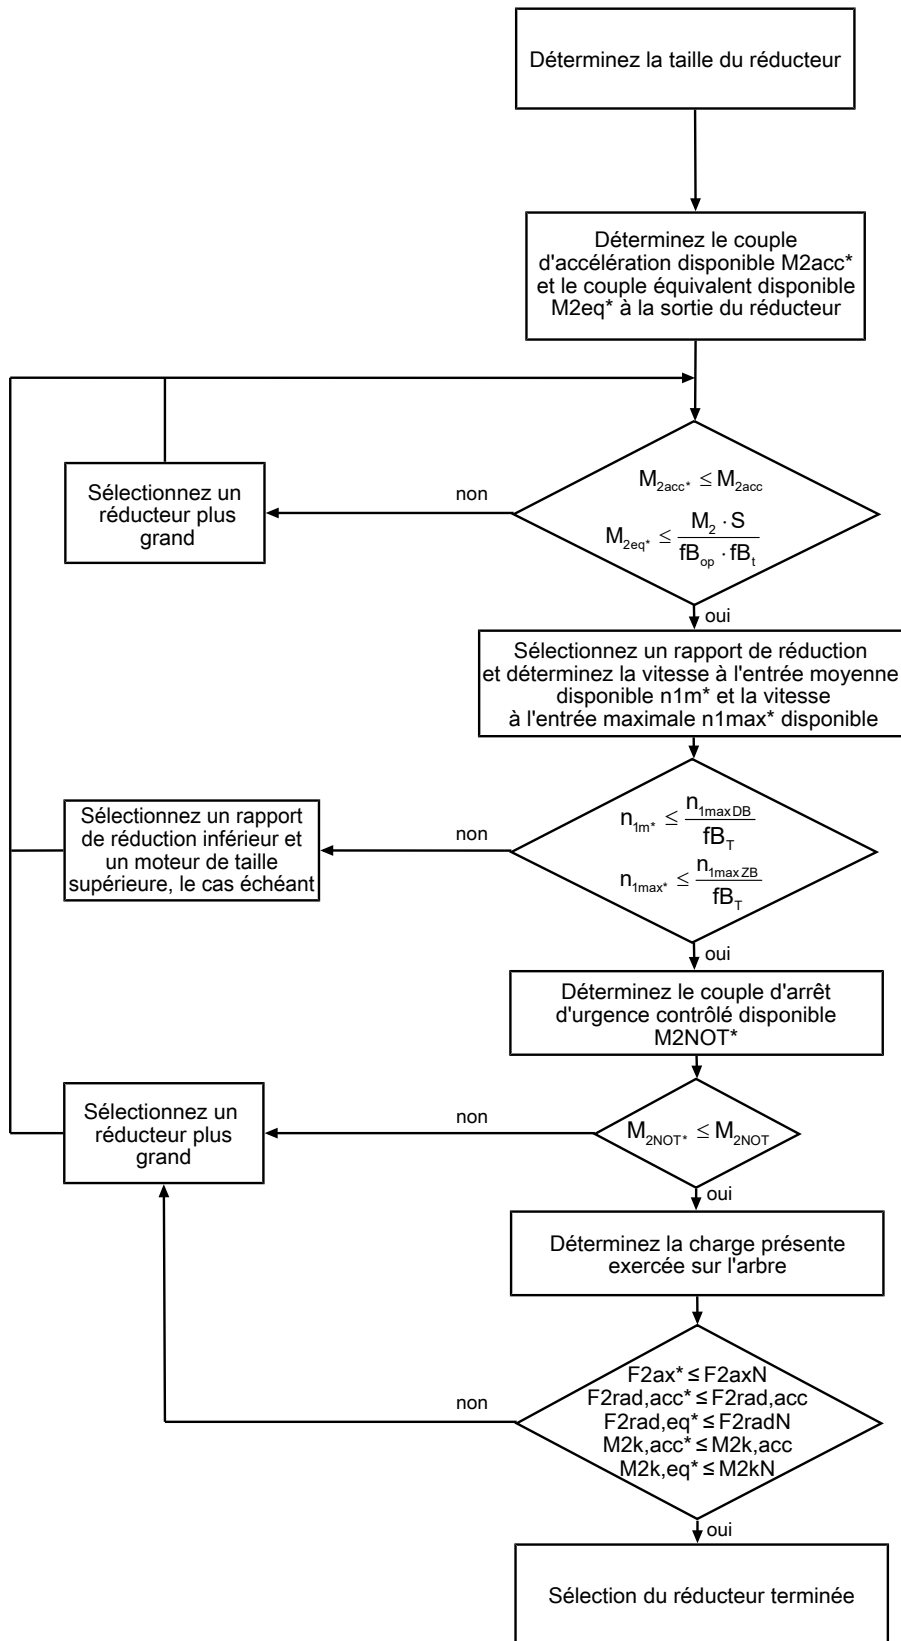 Déterminez la taille du réducteur
Déterminez le couple
d'accélération disponible M2acc*
et le couple équivalent disponible
M2eq* à la sortie du réducteur
Sélectionnez un
réducteur plus
grand
non
M2acc* ≤ M2acc
M2eq* ≤ M2 · S / fBop · fBt
oui
Sélectionnez un rapport de réduction
et déterminez la vitesse à l'entrée moyenne
disponible n1m* et la vitesse
à l'entrée maximale n1max* disponible
Sélectionnez un rapport
de réduction inférieur et
un moteur de taille
supérieure, le cas échéant
non
n1m* ≤ n1maxDB / fBT
n1max* ≤ n1maxZB / fBT
oui
Déterminez le couple d'arrêt
d'urgence contrôlé disponible
M2NOT*
Sélectionnez un
réducteur plus
grand
non
M2NOT* ≤ M2NOT
oui
Déterminez la charge présente
exercée sur l'arbre
non
F2ax* ≤ F2axN
F2rad,acc* ≤ F2rad,acc
F2rad,eq* ≤ F2radN
M2k,acc* ≤ M2k,acc
M2k,eq* ≤ M2kN
oui
Sélection du réducteur terminée